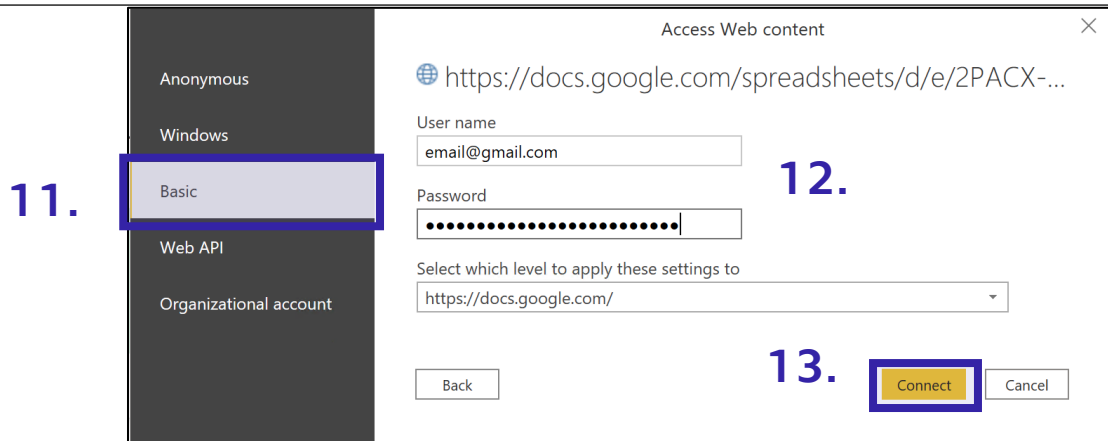 Access Web content
Anonymous
Windows
11.
Basic
Web API
Organizational account
https://docs.google.com/spreadsheets/d/e/2PACX-...
User name
email@gmail.com
12.
Password
●●●●●●●●●●●●●●●●●●●●●●●●●
Select which level to apply these settings to
https://docs.google.com/
13.
Back
Connect
Cancel